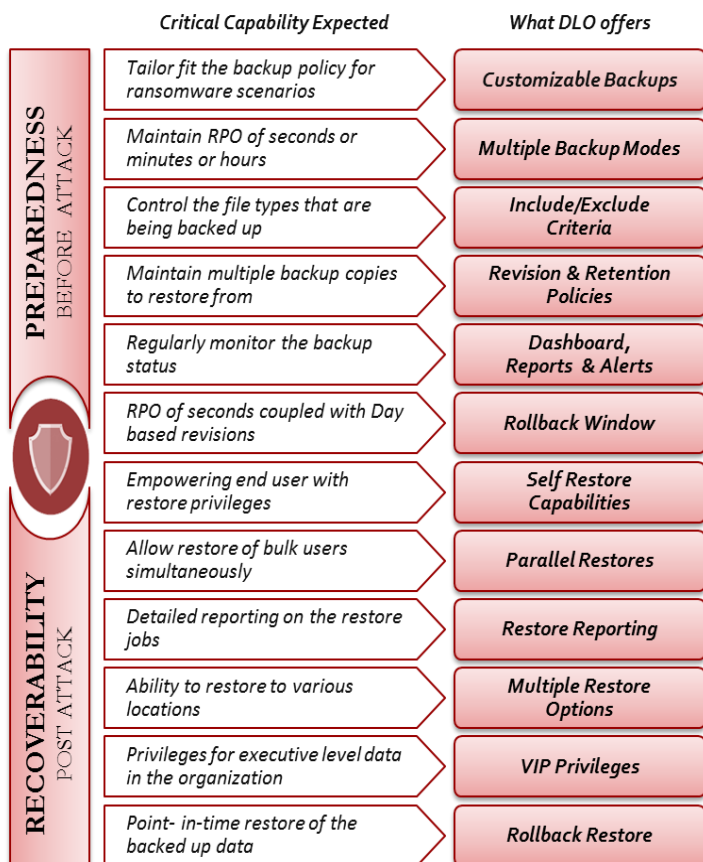 Critical Capability Expected
What DLO offers
PREPAREDNESS
BEFORE ATTACK
Tailor fit the backup policy for
ransomware scenarios
Customizable Backups
Maintain RPO of seconds or
minutes or hours
Multiple Backup Modes
Control the file types that are
being backed up
Include/Exclude
Criteria
Maintain multiple backup copies
to restore from
Revision & Retention
Policies
Regularly monitor the backup
status
Dashboard,
Reports & Alerts
RPO of seconds coupled with Day
based revisions
Rollback Window
Empowering end user with
restore privileges
Self Restore
Capabilities
RECOVERABILITY
POST ATTACK
Allow restore of bulk users
simultaneously
Parallel Restores
Detailed reporting on the restore
jobs
Restore Reporting
Ability to restore to various
locations
Multiple Restore
Options
Privileges for executive level data
in the organization
VIP Privileges
Point- in-time restore of the
backed up data
Rollback Restore